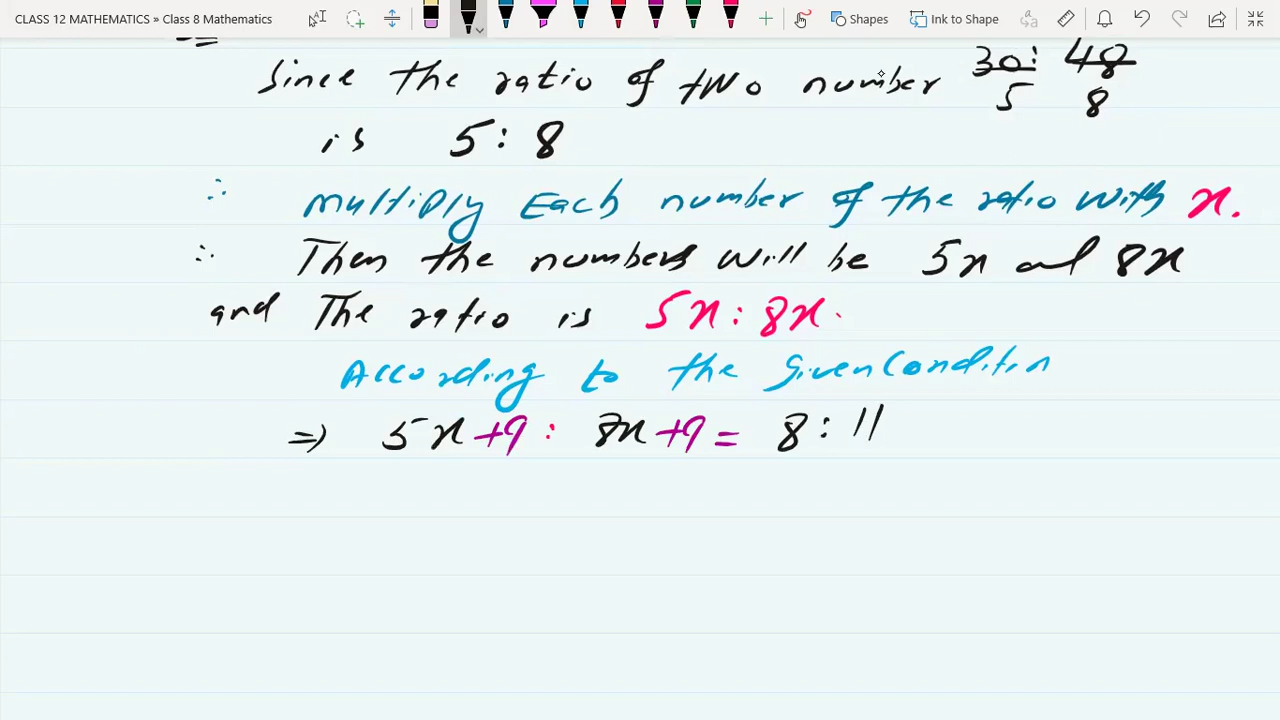 CLASS 12 MATHEMATICS » Class 8 Mathematics Shapes Ink to Shape
Since the ratio of two number 30 : 48
5 8
is 5 : 8
∴ multiply Each number of the ratio with x.
∴ Then the numbers will be 5x and 8x
and The ratio is 5x : 8x.
According to the Given Condition
⇒ 5x +9 : 8x +9 = 8 : 11